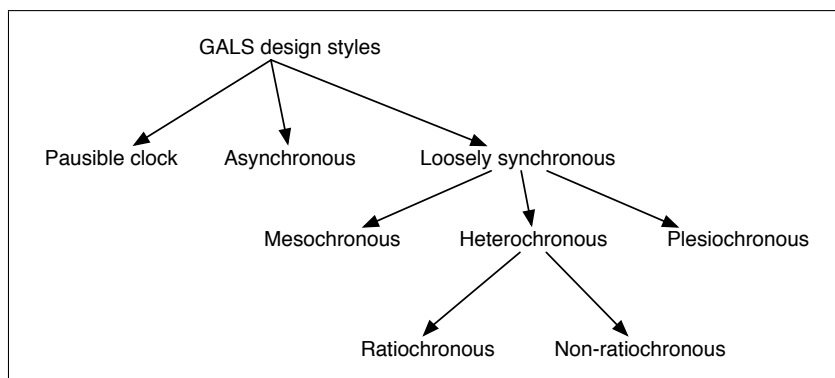 GALS design styles
Pausible clock Asynchronous Loosely synchronous
Mesochronous Heterochronous Plesiochronous
Ratiochronous Non-ratiochronous